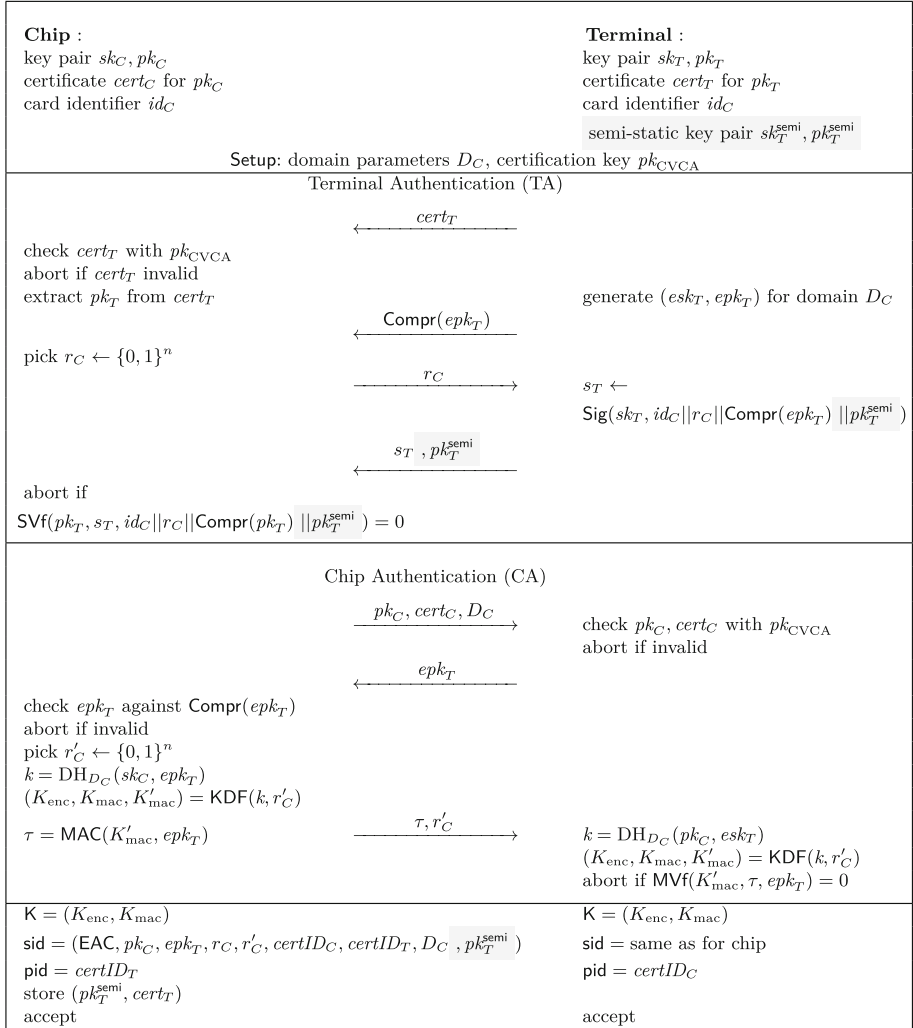 Chip : Terminal :
key pair sk_C, pk_C key pair sk_T, pk_T
certificate cert_C for pk_C certificate cert_T for pk_T
card identifier id_C card identifier id_C
semi-static key pair sk_T^semi, pk_T^semi
Setup: domain parameters D_C, certification key pk_CVCA
Terminal Authentication (TA)
cert_T
check cert_T with pk_CVCA
abort if cert_T invalid
extract pk_T from cert_T generate (esk_T, epk_T) for domain D_C
Compr(epk_T)
pick r_C ← {0, 1}^n
r_C s_T ←
Sig(sk_T, id_C||r_C||Compr(epk_T) ||pk_T^semi )
s_T , pk_T^semi
abort if
SVf(pk_T, s_T, id_C||r_C||Compr(pk_T) ||pk_T^semi ) = 0
Chip Authentication (CA)
pk_C, cert_C, D_C
check pk_C, cert_C with pk_CVCA
abort if invalid
epk_T
check epk_T against Compr(epk_T)
abort if invalid
pick r′_C ← {0, 1}^n
k = DH_{D_C}(sk_C, epk_T)
(K_enc, K_mac, K′_mac) = KDF(k, r′_C)
τ = MAC(K′_mac, epk_T) τ, r′_C k = DH_{D_C}(pk_C, esk_T)
(K_enc, K_mac, K′_mac) = KDF(k, r′_C)
abort if MVf(K′_mac, τ, epk_T) = 0
K = (K_enc, K_mac) K = (K_enc, K_mac)
sid = (EAC, pk_C, epk_T, r_C, r′_C, certID_C, certID_T, D_C , pk_T^semi ) sid = same as for chip
pid = certID_T pid = certID_C
store (pk_T^semi, cert_T)
accept accept